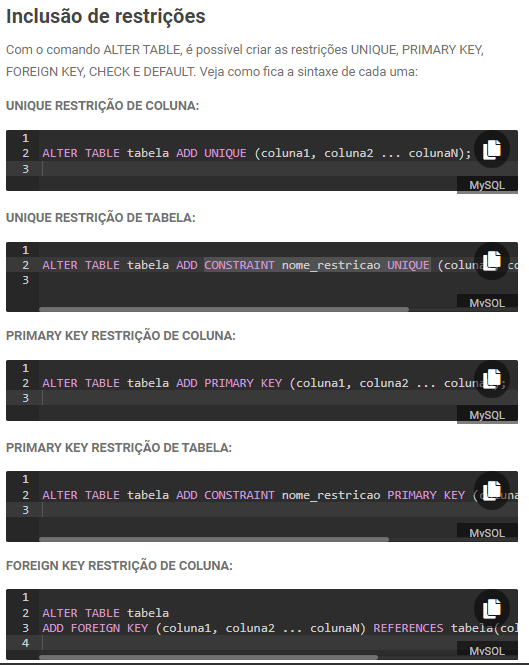 Inclusão de restrições
Com o comando ALTER TABLE, é possível criar as restrições UNIQUE, PRIMARY KEY,
FOREIGN KEY, CHECK E DEFAULT. Veja como fica a sintaxe de cada uma:
UNIQUE RESTRIÇÃO DE COLUNA:
1
2 ALTER TABLE tabela ADD UNIQUE (coluna1, coluna2 ... colunaN);
3
MySQL
UNIQUE RESTRIÇÃO DE TABELA:
1
2 ALTER TABLE tabela ADD CONSTRAINT nome_restricao UNIQUE (colun
3
MySQL
PRIMARY KEY RESTRIÇÃO DE COLUNA:
1
2 ALTER TABLE tabela ADD PRIMARY KEY (coluna1, coluna2 ... coluna
3
MySQL
PRIMARY KEY RESTRIÇÃO DE TABELA:
1
2 ALTER TABLE tabela ADD CONSTRAINT nome_restricao PRIMARY KEY (
3
MySQL
FOREIGN KEY RESTRIÇÃO DE COLUNA:
1
2 ALTER TABLE tabela
3 ADD FOREIGN KEY (coluna1, coluna2 ... colunaN) REFERENCES tabela(col
4
MySQL